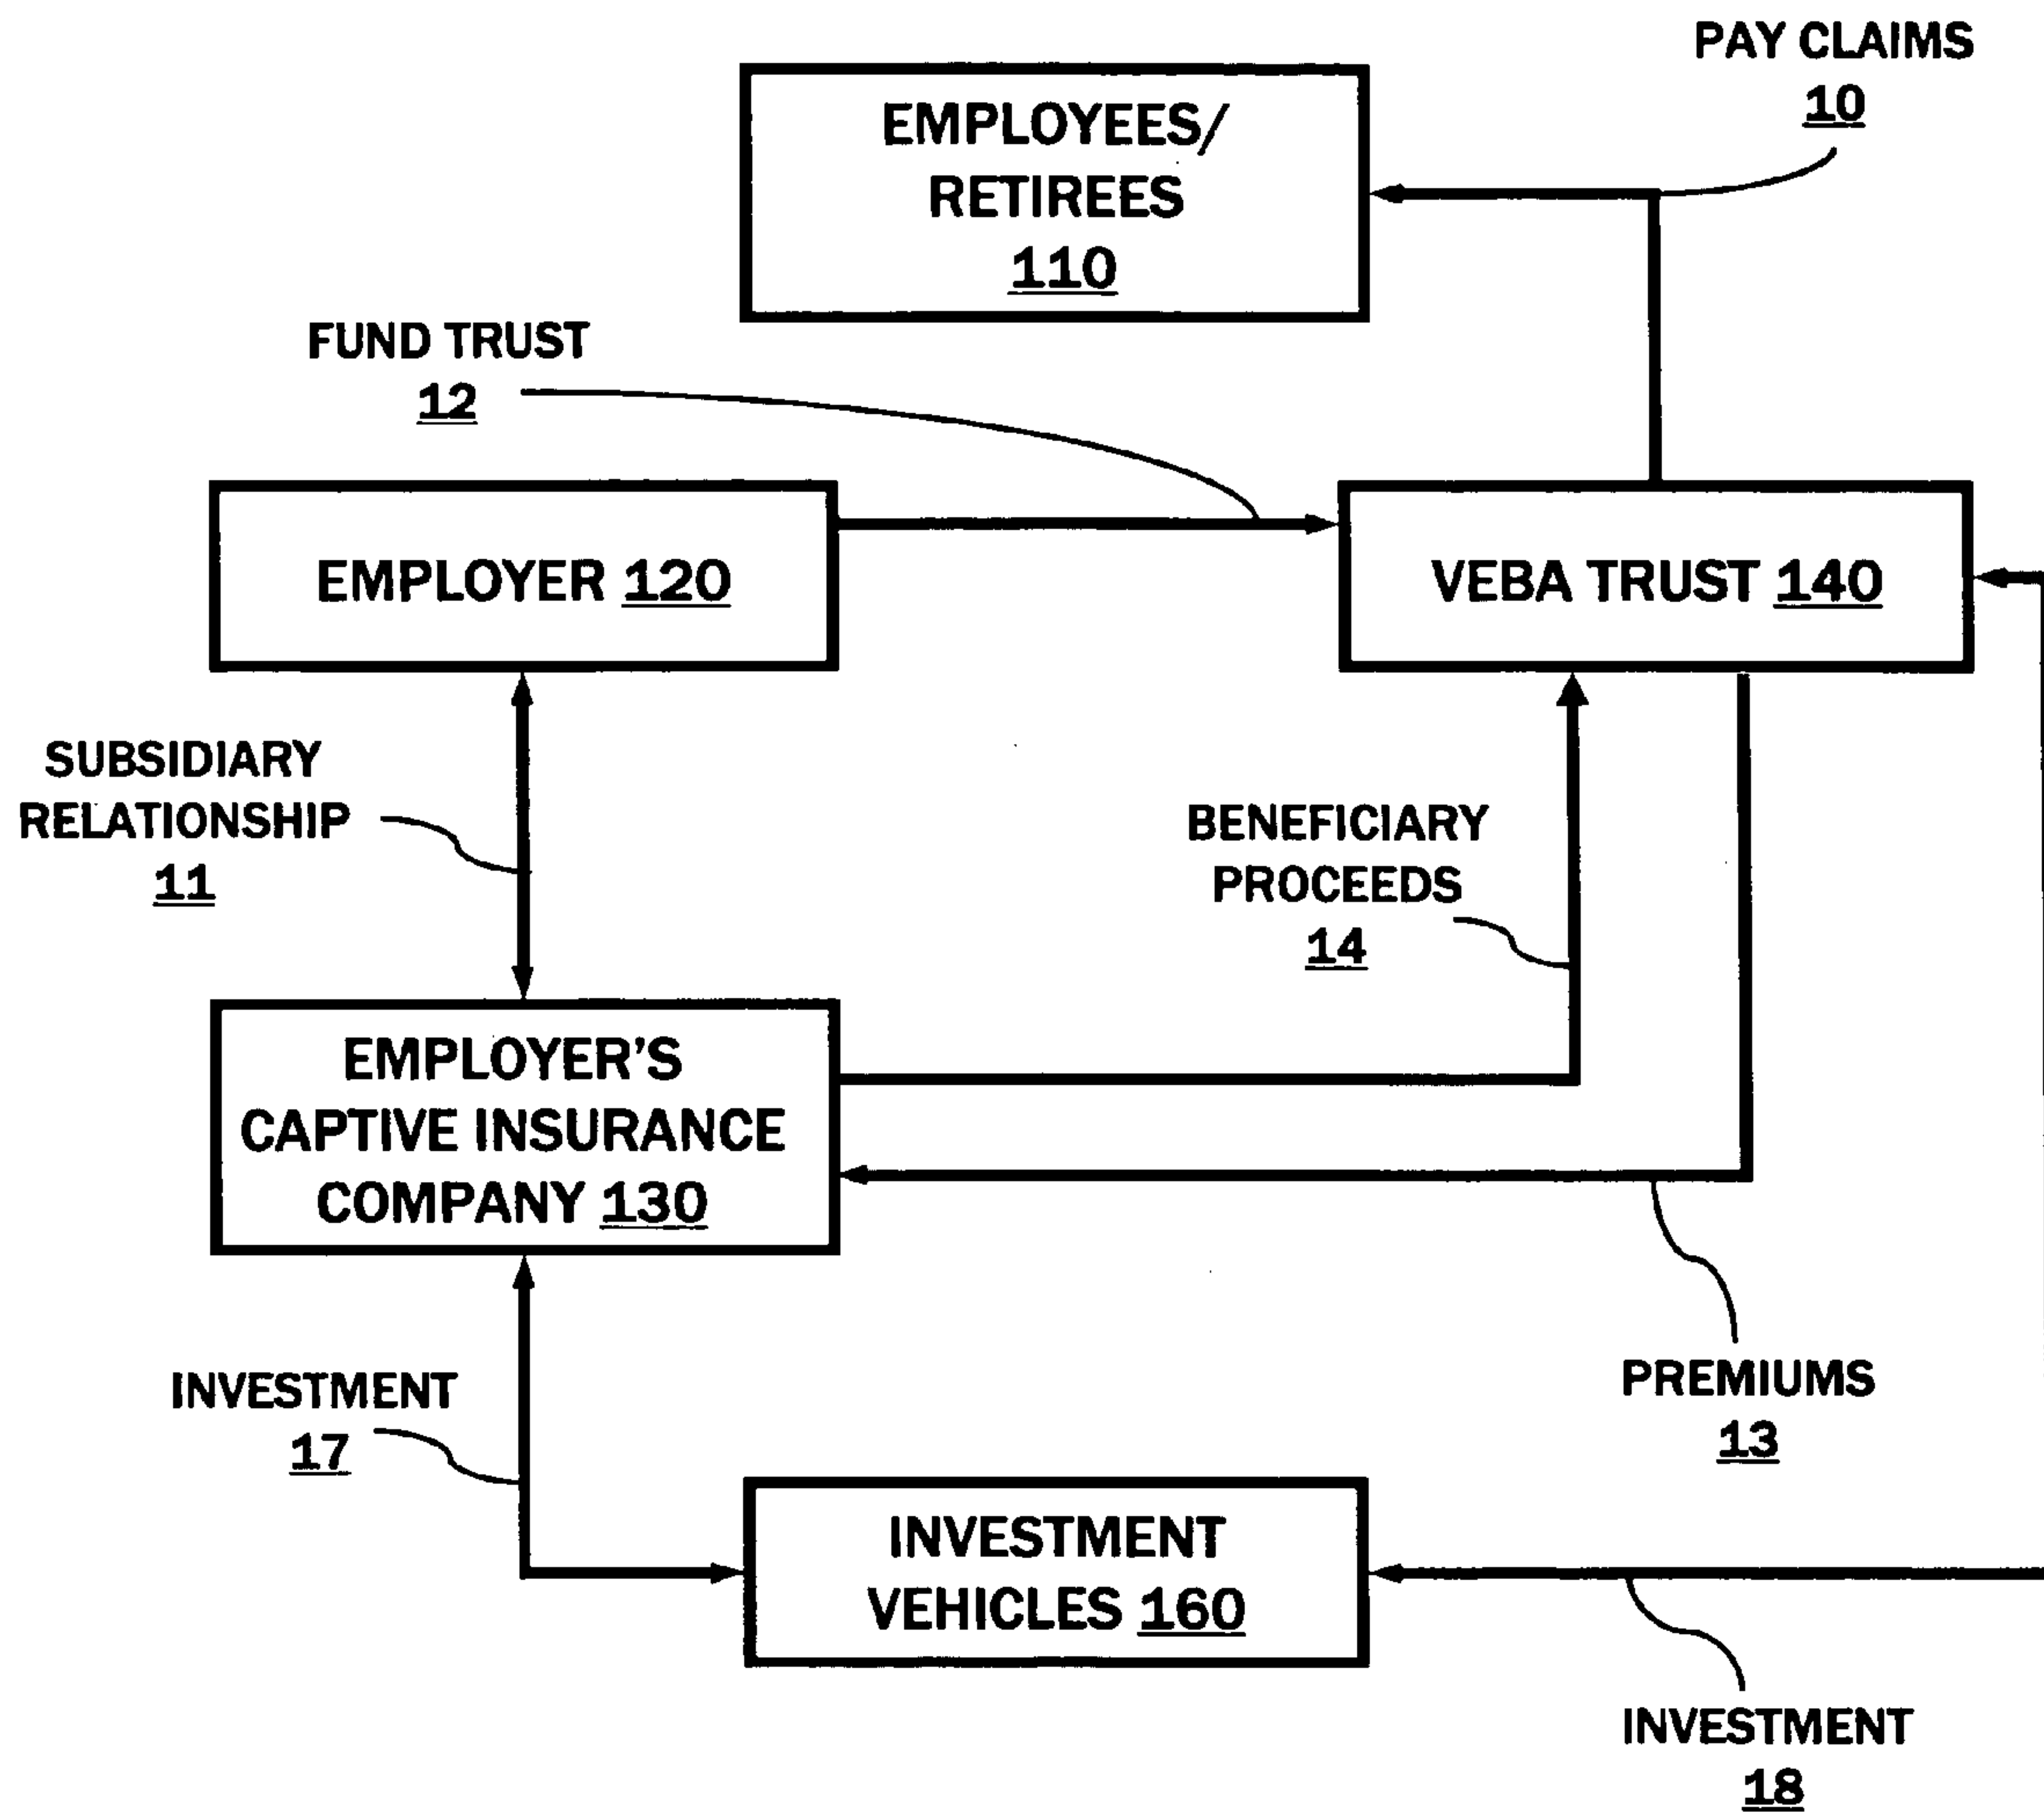 PAY CLAIMS
10
EMPLOYEES/
RETIREES
110
FUND TRUST
12
EMPLOYER 120
VEBA TRUST 140
SUBSIDIARY
RELATIONSHIP
11
BENEFICIARY
PROCEEDS
14
EMPLOYER'S
CAPTIVE INSURANCE
COMPANY 130
INVESTMENT
17
PREMIUMS
13
INVESTMENT
VEHICLES 160
INVESTMENT
18